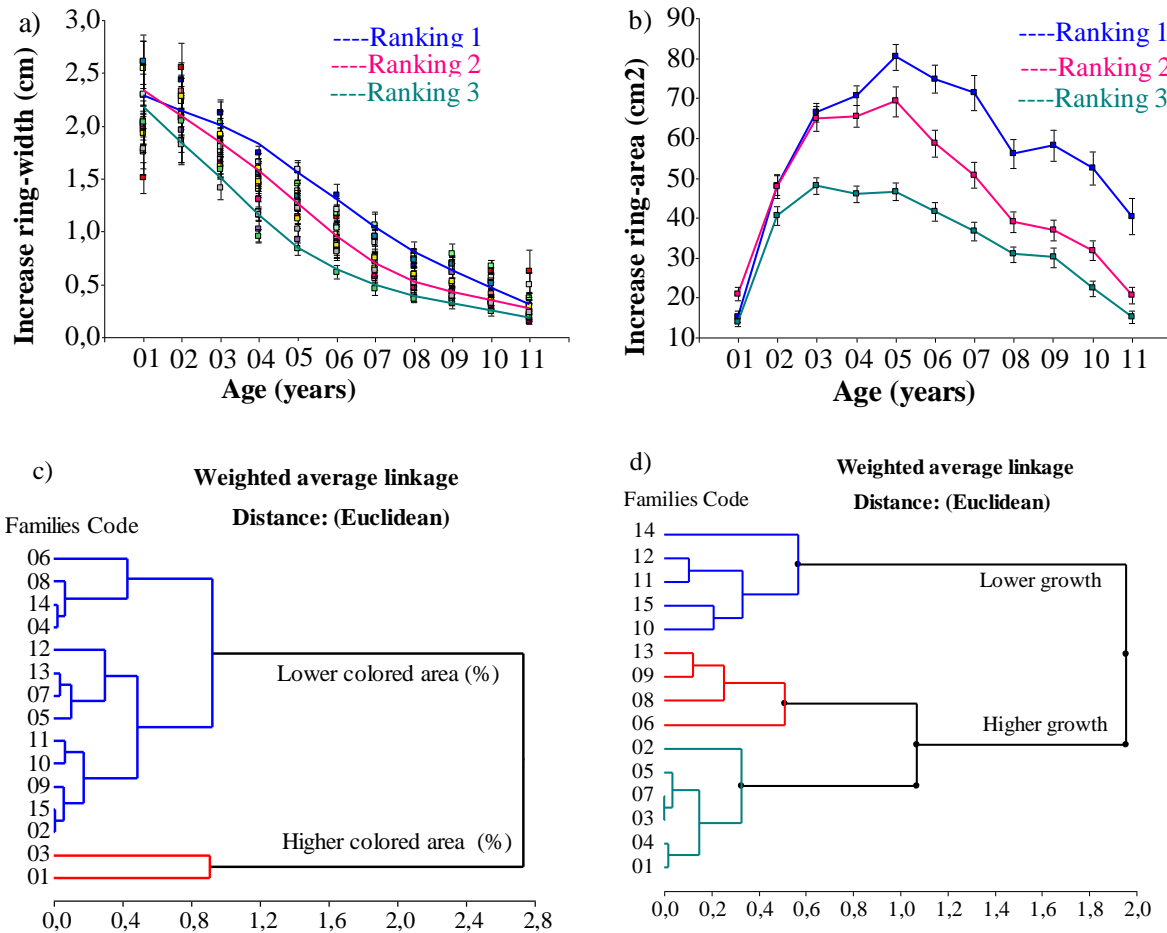 a)
----Ranking 1
----Ranking 2
----Ranking 3
Increase ring-width (cm)
3,0
2,5
2,0
1,5
1,0
0,5
0,0
01 02 03 04 05 06 07 08 09 10 11
Age (years)
b)
----Ranking 1
----Ranking 2
----Ranking 3
Increase ring-area (cm2)
90
80
70
60
50
40
30
20
10
01 02 03 04 05 06 07 08 09 10 11
Age (years)
c)
Weighted average linkage
Distance: (Euclidean)
Families Code
06
08
14
04
12
13
07
05
11
10
09
15
02
03
01
Lower colored area (%)
Higher colored area (%)
0,0 0,4 0,8 1,2 1,6 2,0 2,4 2,8
d)
Weighted average linkage
Distance: (Euclidean)
Families Code
14
12
11
15
10
13
09
08
06
02
05
07
03
04
01
Lower growth
Higher growth
0,0 0,2 0,4 0,6 0,8 1,0 1,2 1,4 1,6 1,8 2,0